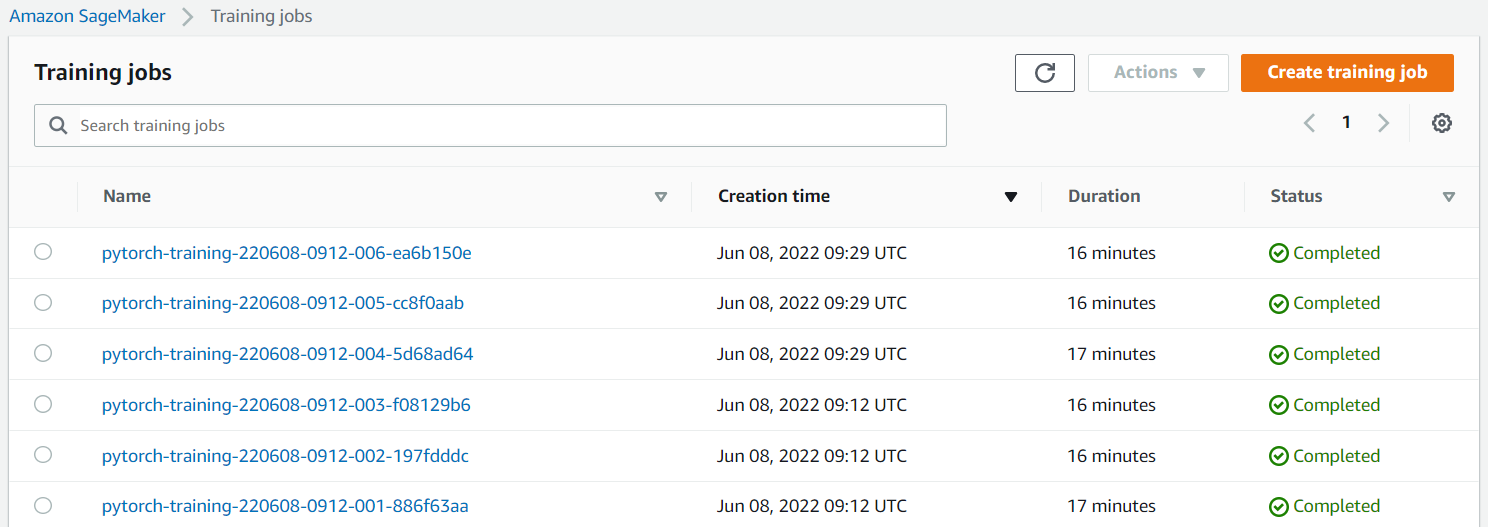 Amazon SageMaker > Training jobs
Training jobs
Actions
Create training job
Search training jobs
1
Name Creation time Duration Status
pytorch-training-220608-0912-006-ea6b150e Jun 08, 2022 09:29 UTC 16 minutes Completed
pytorch-training-220608-0912-005-cc8f0aab Jun 08, 2022 09:29 UTC 16 minutes Completed
pytorch-training-220608-0912-004-5d68ad64 Jun 08, 2022 09:29 UTC 17 minutes Completed
pytorch-training-220608-0912-003-f08129b6 Jun 08, 2022 09:12 UTC 16 minutes Completed
pytorch-training-220608-0912-002-197fdddc Jun 08, 2022 09:12 UTC 16 minutes Completed
pytorch-training-220608-0912-001-886f63aa Jun 08, 2022 09:12 UTC 17 minutes Completed